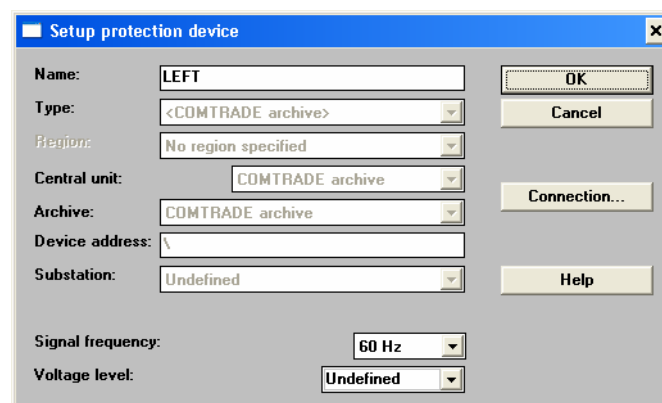 Setup protection device
Name: LEFT OK
Type: <COMTRADE archive> Cancel
Region: No region specified
Central unit: COMTRADE archive
Connection...
Archive: COMTRADE archive
Device address: \
Substation: Undefined Help
Signal frequency: 60 Hz
Voltage level: Undefined